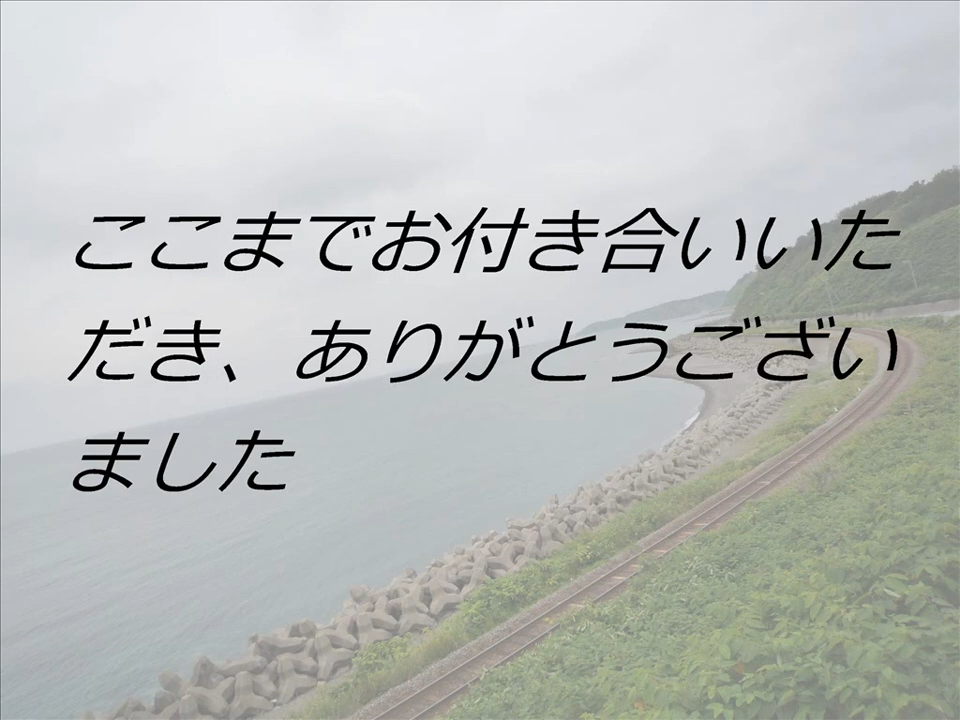 ここまでお付き合いいた
だき、ありがとうござい
ました